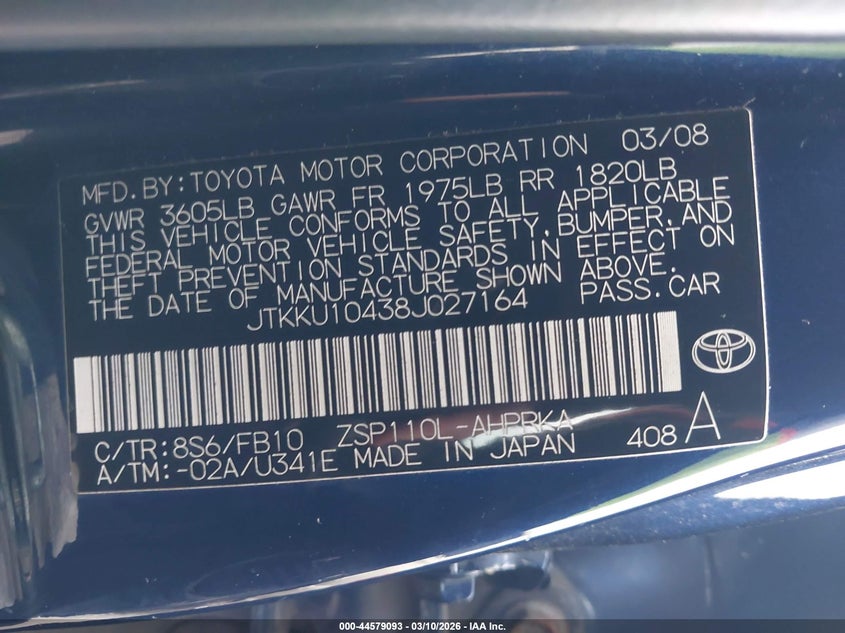 MFD.BY:TOYOTA MOTOR CORPORATION 03/08
GVWR 3605LB GAWR FR 1975LB RR 1820LB
THIS VEHICLE CONFORMS TO ALL APPLICABLE
FEDERAL MOTOR VEHICLE SAFETY,BUMPER,AND
THEFT PREVENTION STANDARDS IN EFFECT ON
THE DATE OF MANUFACTURE SHOWN ABOVE.
JTKKU10438J027164 PASS.CAR
C/TR:8S6/FB10 ZSP110L-AHPRKA
A/TM:-02A/U341E MADE IN JAPAN 408 A
000-44579093 - 03/10/2026 - IAA Inc.